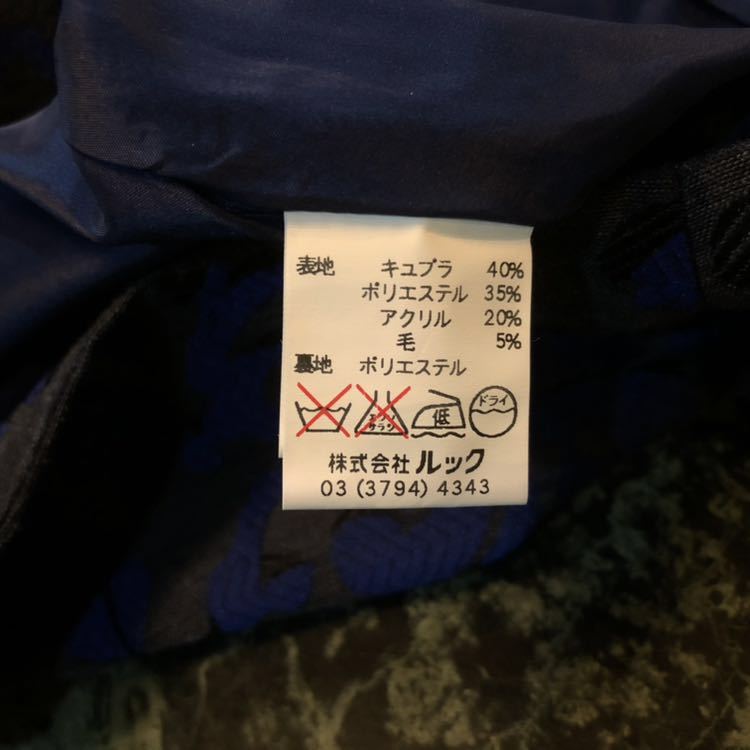 表地 キュプラ 40%
ポリエステル 35%
アクリル 20%
毛 5%
裏地 ポリエステル
エンソ
サラシ
低
ドライ
株式会社 ルック
03 (3794) 4343